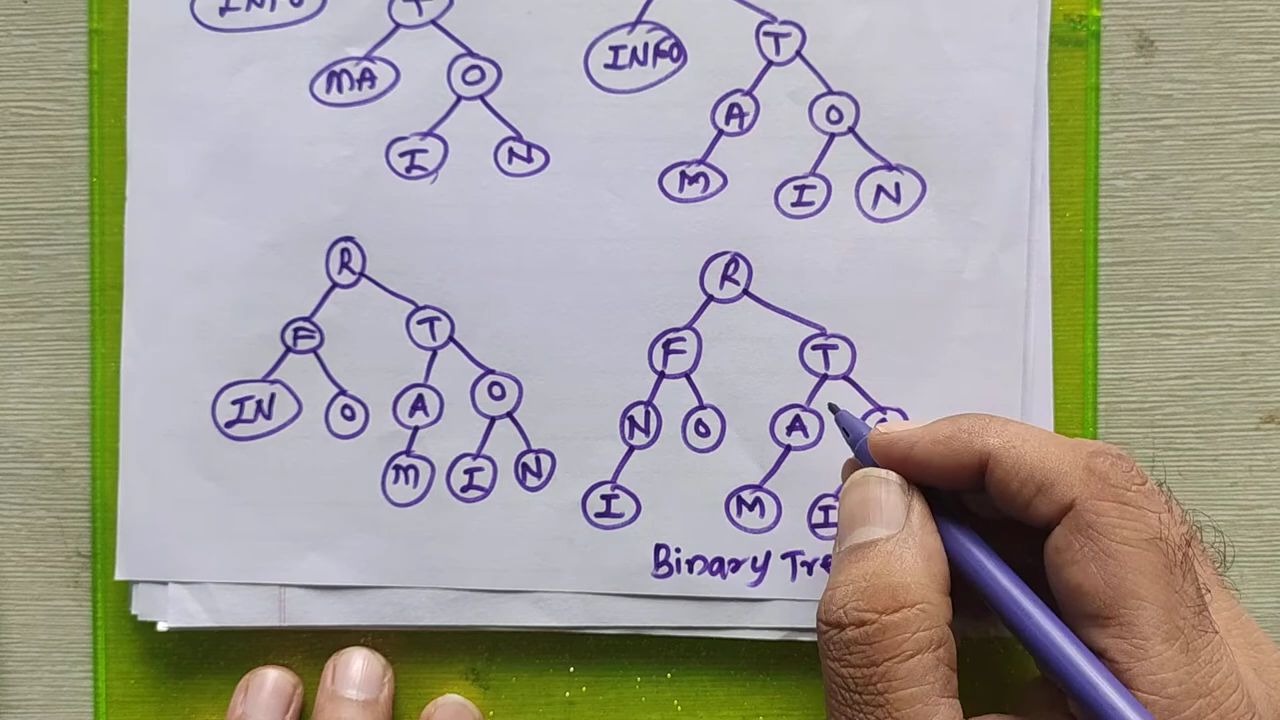 INFO T
MA O
I N
INFO T
A O
M I N
R
F T
IN O A O
M I N
R
F T
N O A
I M I
Binary Tre